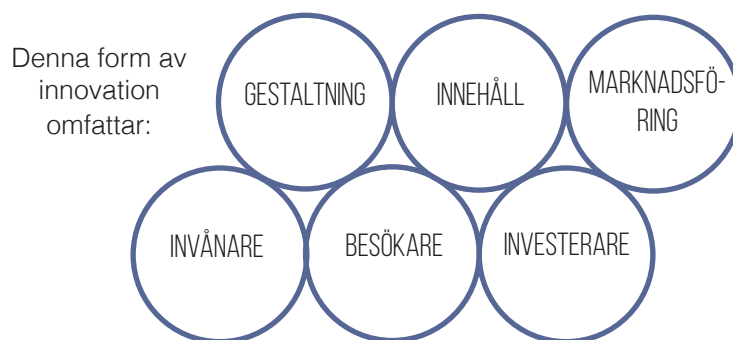 Denna form av
innovation
omfattar:
GESTALTNING
INNEHÅLL
MARKNADSFÖ-
RING
INVÅNARE
BESÖKARE
INVESTERARE